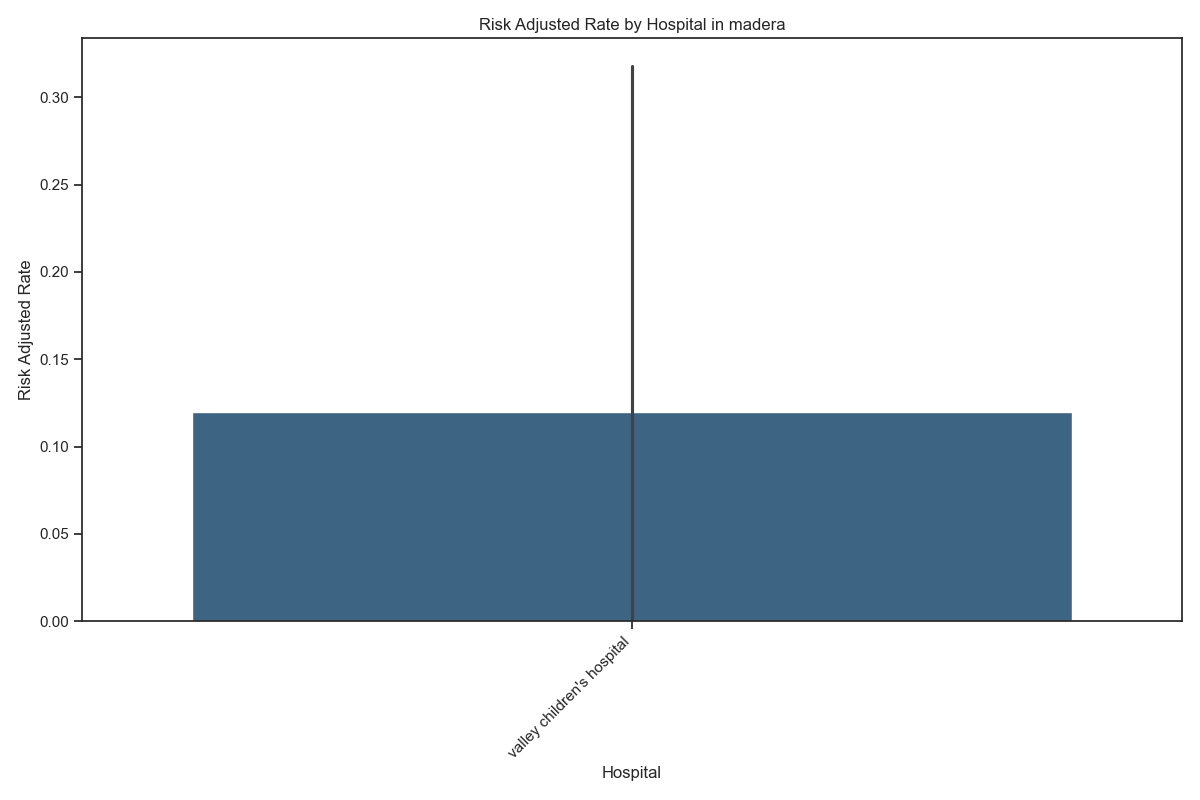 Risk Adjusted Rate by Hospital in madera
0.30
0.25
0.20
0.15
0.10
0.05
0.00
Risk Adjusted Rate
valley children's hospital
Hospital